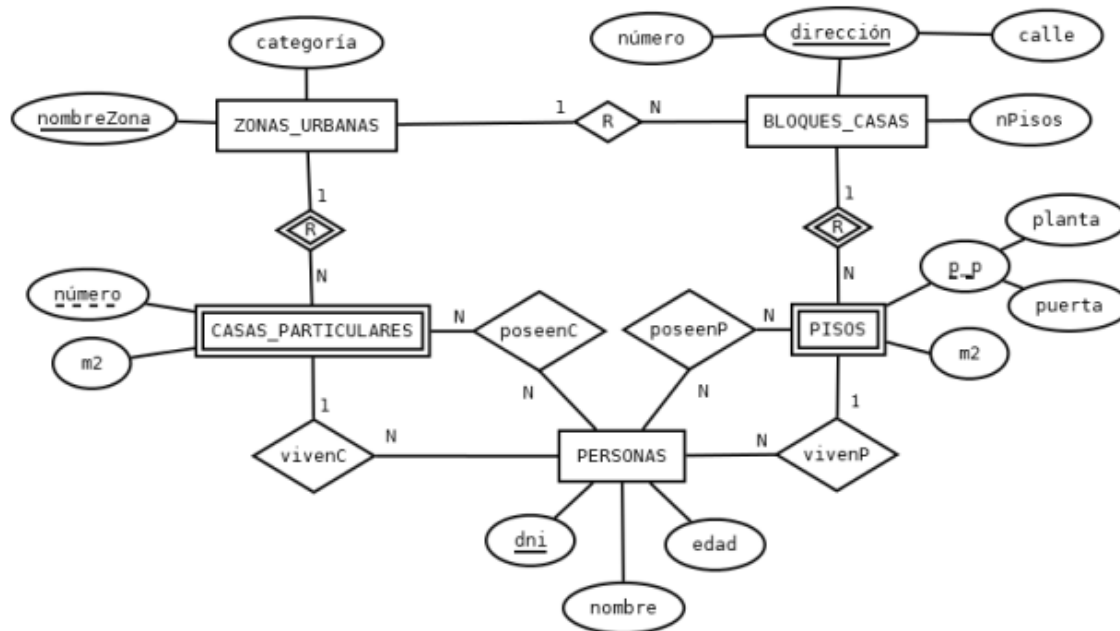 categoría
número
dirección
calle
nombreZona
ZONAS_URBANAS
1
R
N
BLOQUES_CASAS
nPisos
1
R
N
1
R
N
planta
p_p
puerta
número
CASAS_PARTICULARES
N
poseenC
N
poseenP
N
N
PISOS
m2
m2
1
vivenC
N
PERSONAS
N
1
vivenP
dni
edad
nombre